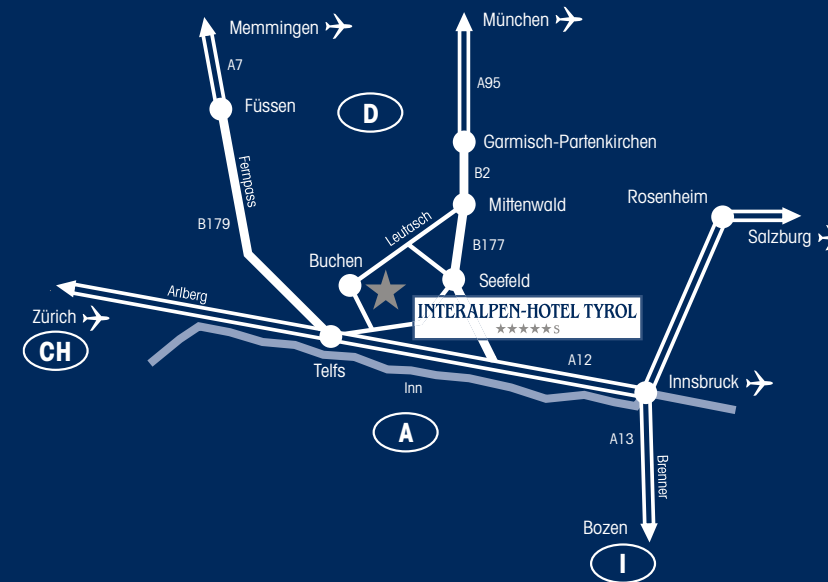 Memmingen
München
A7
A95
Füssen
D
Garmisch-Partenkirchen
Fernpass
B2
Rosenheim
Mittenwald
B179
Leutasch
B177
Salzburg
Buchen
Seefeld
Arlberg
INTERALPEN-HOTEL TYROL
★★★★★S
Zürich
CH
A12
Telfs
Inn
Innsbruck
A
A13
Brenner
Bozen
I